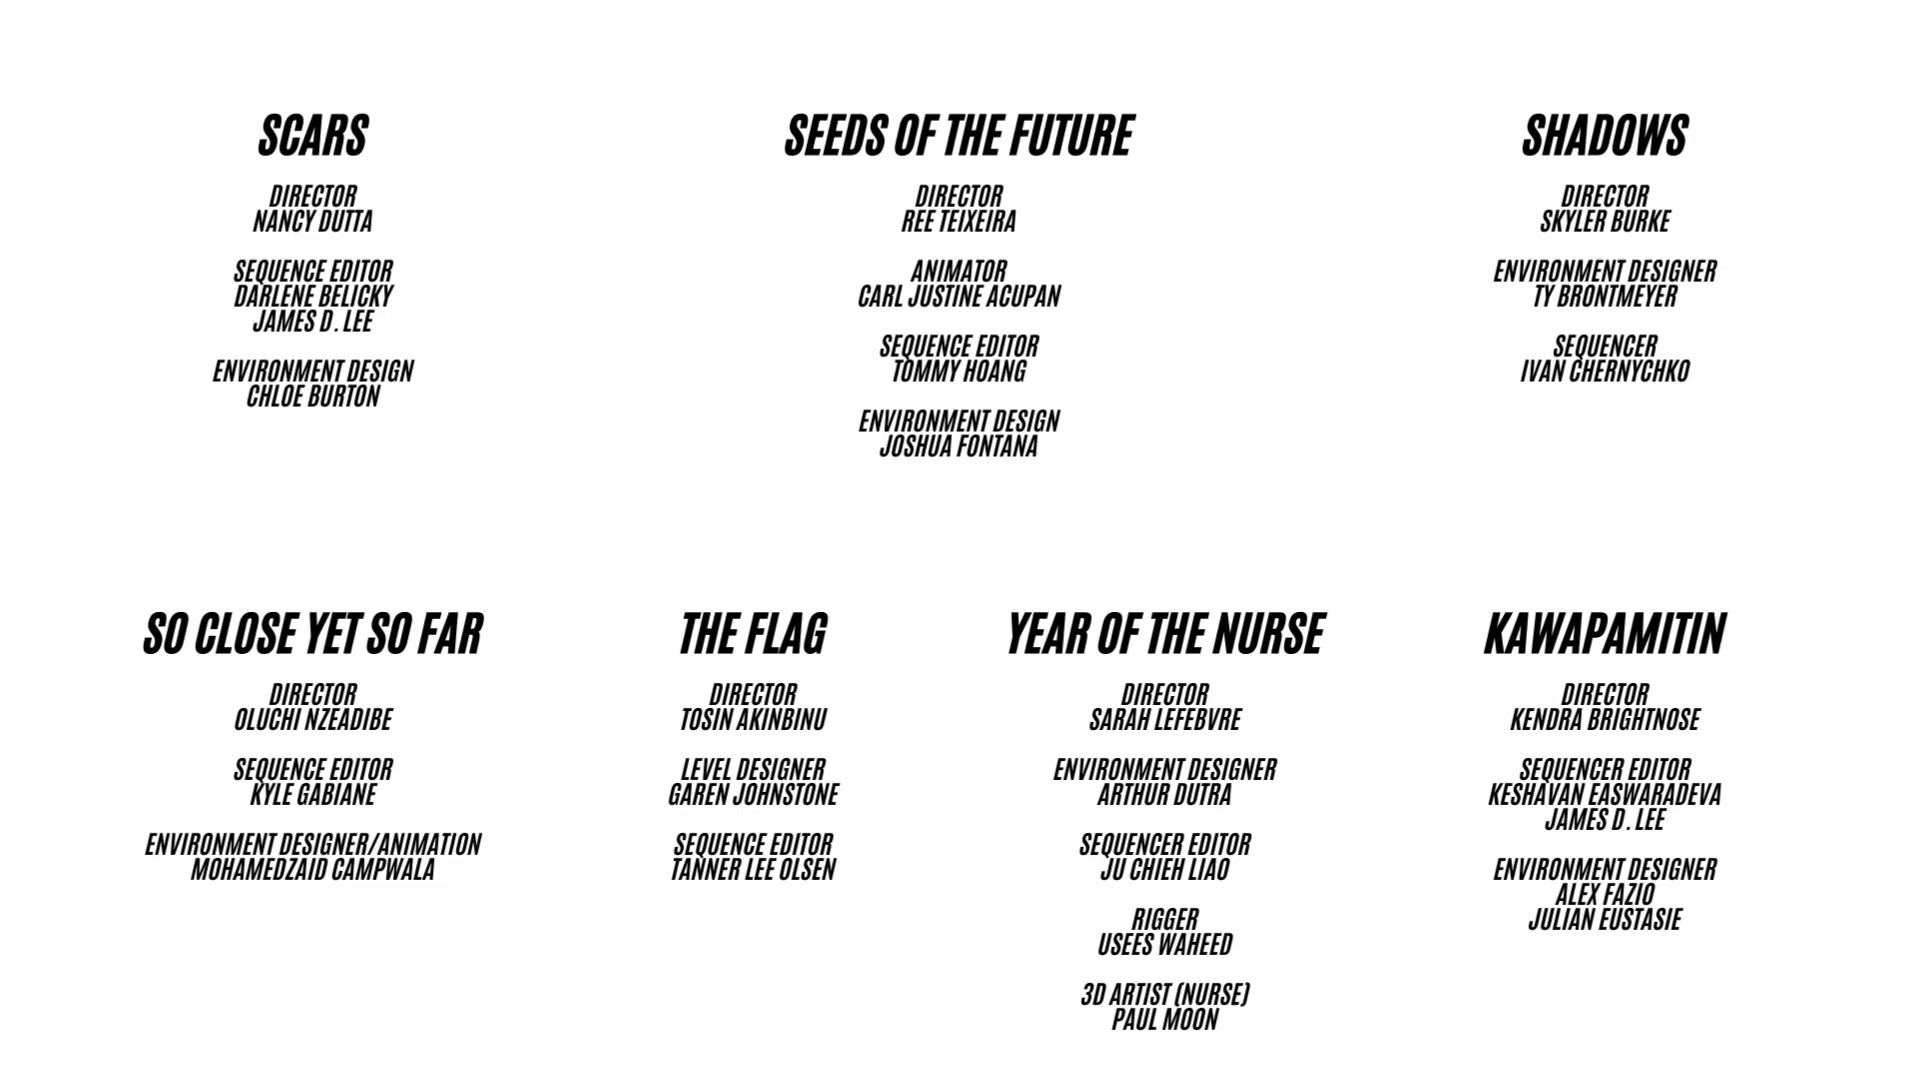 SCARS
DIRECTOR
NANCY DUTTA
SEQUENCE EDITOR
DARLENE BELICKY
JAMES D. LEE
ENVIRONMENT DESIGN
CHLOE BURTON
SEEDS OF THE FUTURE
DIRECTOR
REE TEIXEIRA
ANIMATOR
CARL JUSTINE ACUPAN
SEQUENCE EDITOR
TOMMY HOANG
ENVIRONMENT DESIGN
JOSHUA FONTANA
SHADOWS
DIRECTOR
SKYLER BURKE
ENVIRONMENT DESIGNER
TY BRONTMEYER
SEQUENCER
IVAN CHERNYCHKO
SO CLOSE YET SO FAR
DIRECTOR
OLUCHI NZEADIBE
SEQUENCE EDITOR
KYLE GABIANE
ENVIRONMENT DESIGNER/ANIMATION
MOHAMEDZAID CAMPWALA
THE FLAG
DIRECTOR
TOSIN AKINBINU
LEVEL DESIGNER
GAREN JOHNSTONE
SEQUENCE EDITOR
TANNER LEE OLSEN
YEAR OF THE NURSE
DIRECTOR
SARAH LEFEBVRE
ENVIRONMENT DESIGNER
ARTHUR DUTRA
SEQUENCER EDITOR
JU CHIEH LIAO
RIGGER
USEES WAHEED
3D ARTIST (NURSE)
PAUL MOON
KAWAPAMITIN
DIRECTOR
KENDRA BRIGHTNOSE
SEQUENCER EDITOR
KESHAVAN EASWARADEVA
JAMES D. LEE
ENVIRONMENT DESIGNER
ALEX FAZIO
JULIAN EUSTASIE